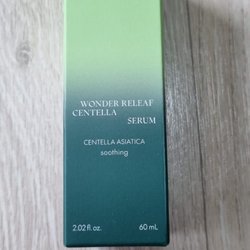 WONDER RELEAF
CENTELLA
SERUM
CENTELLA ASIATICA
soothing
2.02 fl. oz. 60 mL